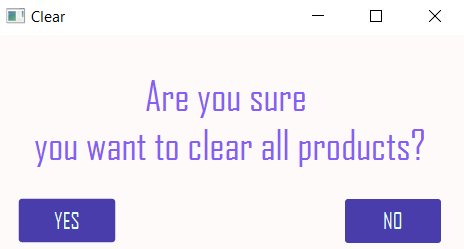 Clear
Are you sure
you want to clear all products?
YES
NO